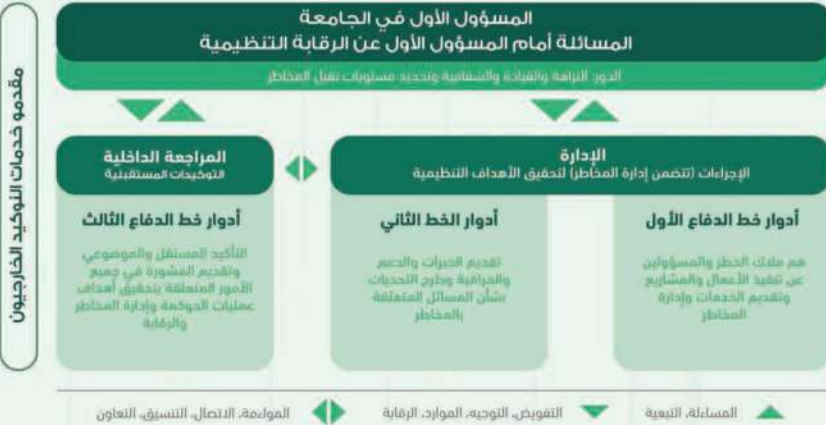 المسؤول الأول في الجامعة
المسائلة أمام المسؤول الأول عن الرقابة التنظيمية
الدور: النزاهة والقيادة والشفافية وتحديد مستويات تقبل المخاطر
الإدارة
الإجراءات (تتضمن إدارة المخاطر) لتحقيق الأهداف التنظيمية
المراجعة الداخلية
التوكيدات المستقبلية
أدوار خط الدفاع الأول
هم ملاك الخطر والمسؤولين
عن تنفيذ الأعمال والمشاريع
وتقديم الخدمات وإدارة
المخاطر
أدوار الخط الثاني
تقديم الخبرات والدعم
والمراقبة وطرح التحديات
بشأن المسائل المتعلقة
بالمخاطر
أدوار خط الدفاع الثالث
التأكيد المستقل والموضوعي
وتقديم المشورة في جميع
الأمور المتعلقة بتحقيق أهداف
عمليات الحوكمة وإدارة المخاطر
والرقابة
مقدمو خدمات التوكيد الخارجيون
المساءلة، التبعية
التفويض، التوجيه، الموارد، الرقابة
المواءمة، الاتصال، التنسيق، التعاون